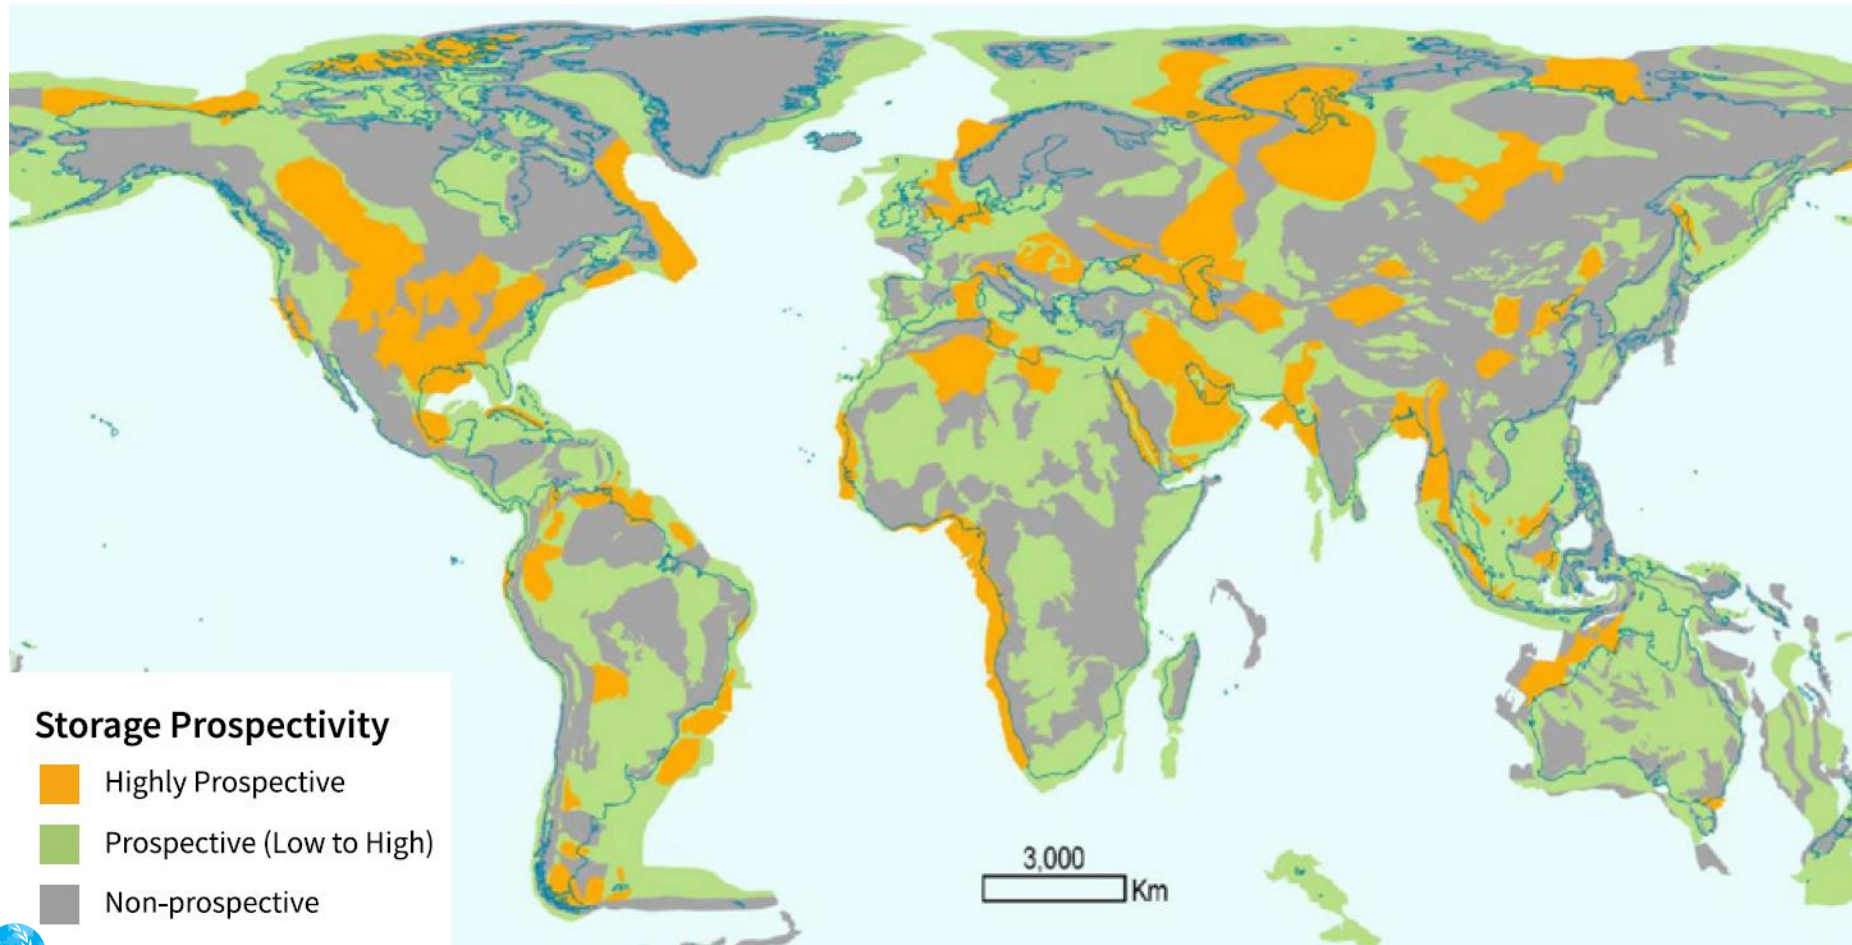 Storage Prospectivity
Highly Prospective
Prospective (Low to High)
Non-prospective
3,000
Km